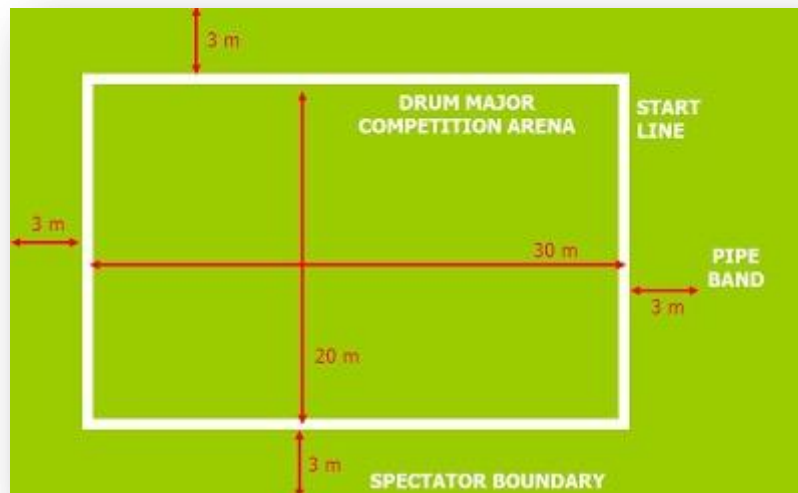 3 m
DRUM MAJOR
COMPETITION ARENA
START
LINE
3 m
30 m
PIPE
BAND
3 m
20 m
3 m
SPECTATOR BOUNDARY